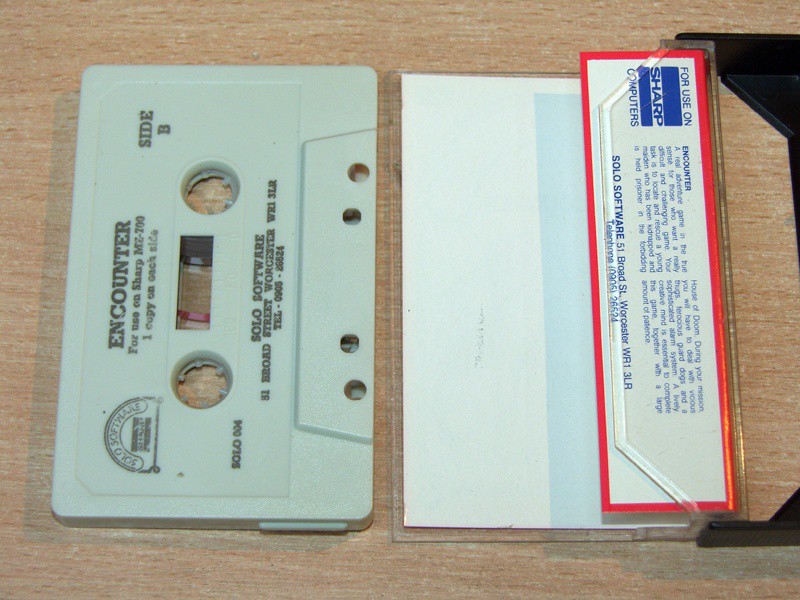 SIDE
B
ENCOUNTER
For use on Sharp MZ-700
1 copy on each side
SOLO SOFTWARE
SOLO SOFTWARE
52 BROAD STREET WORCESTER WR1 3LR
TEL - 0905 - 26524
SOLO 004
FOR USE ON
SHARP
COMPUTERS
ENCOUNTER
A real adventure game in the true
sense for those who want a really
difficult and challenging game. Your
task is to locate and rescue a young
maiden who has been kidnapped and
is held prisoner in the forbidding
House of Doom. During your mission
you will have to deal with vicious
thugs, ferocious guard dogs and a
sophisticated alarm system. A lively,
creative mind is essential to complete
this game, together with a large
amount of patience.
SOLO SOFTWARE 51 Broad St., Worcester WR1 3LR
Telephone (0905) 26524